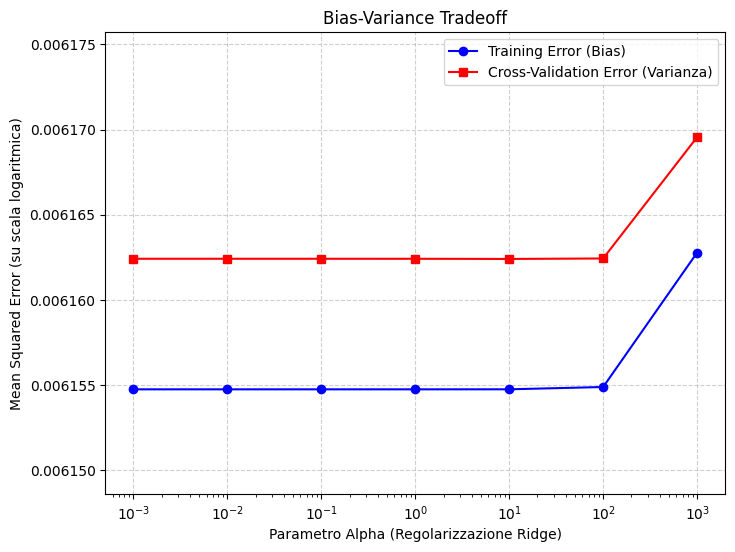 Bias-Variance Tradeoff
Training Error (Bias)
Cross-Validation Error (Varianza)
Mean Squared Error (su scala logaritmica)
0.006175
0.006170
0.006165
0.006160
0.006155
0.006150
10⁻³ 10⁻² 10⁻¹ 10⁰ 10¹ 10² 10³
Parametro Alpha (Regolarizzazione Ridge)